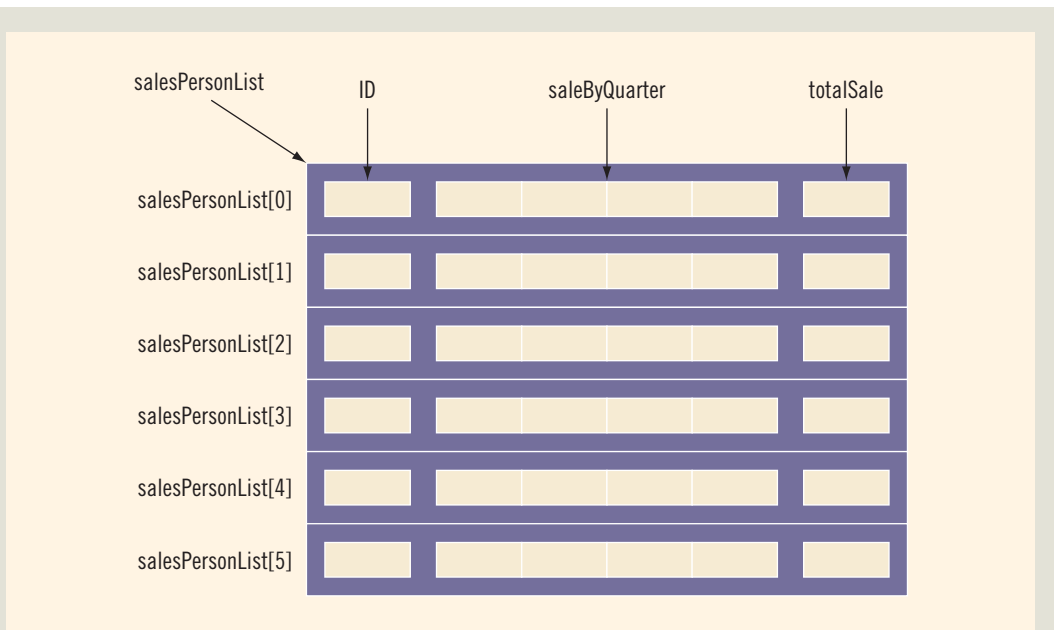 salesPersonList
ID
saleByQuarter
totalSale
salesPersonList[0]
salesPersonList[1]
salesPersonList[2]
salesPersonList[3]
salesPersonList[4]
salesPersonList[5]